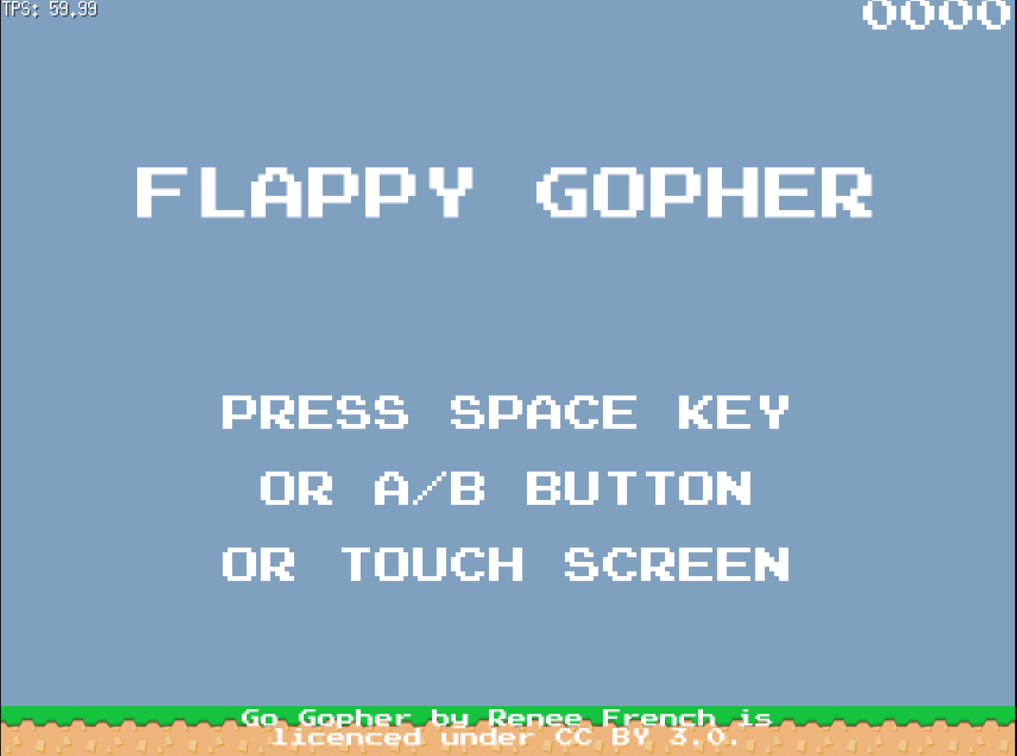 TPS: 59.99
0000
FLAPPY GOPHER
PRESS SPACE KEY
OR A/B BUTTON
OR TOUCH SCREEN
Go Gopher by Renee French is
licenced under CC BY 3.0.